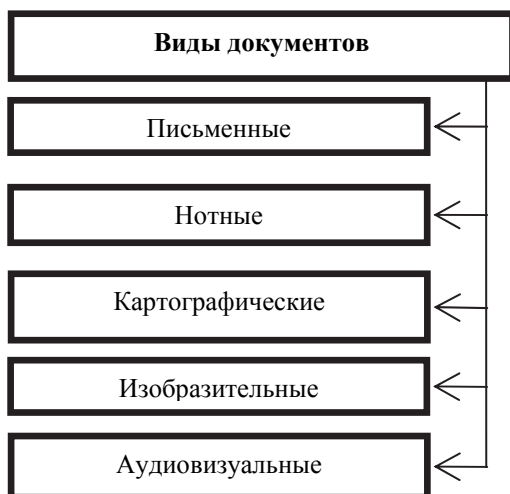 Виды документов
Письменные
Нотные
Картографические
Изобразительные
Аудиовизуальные